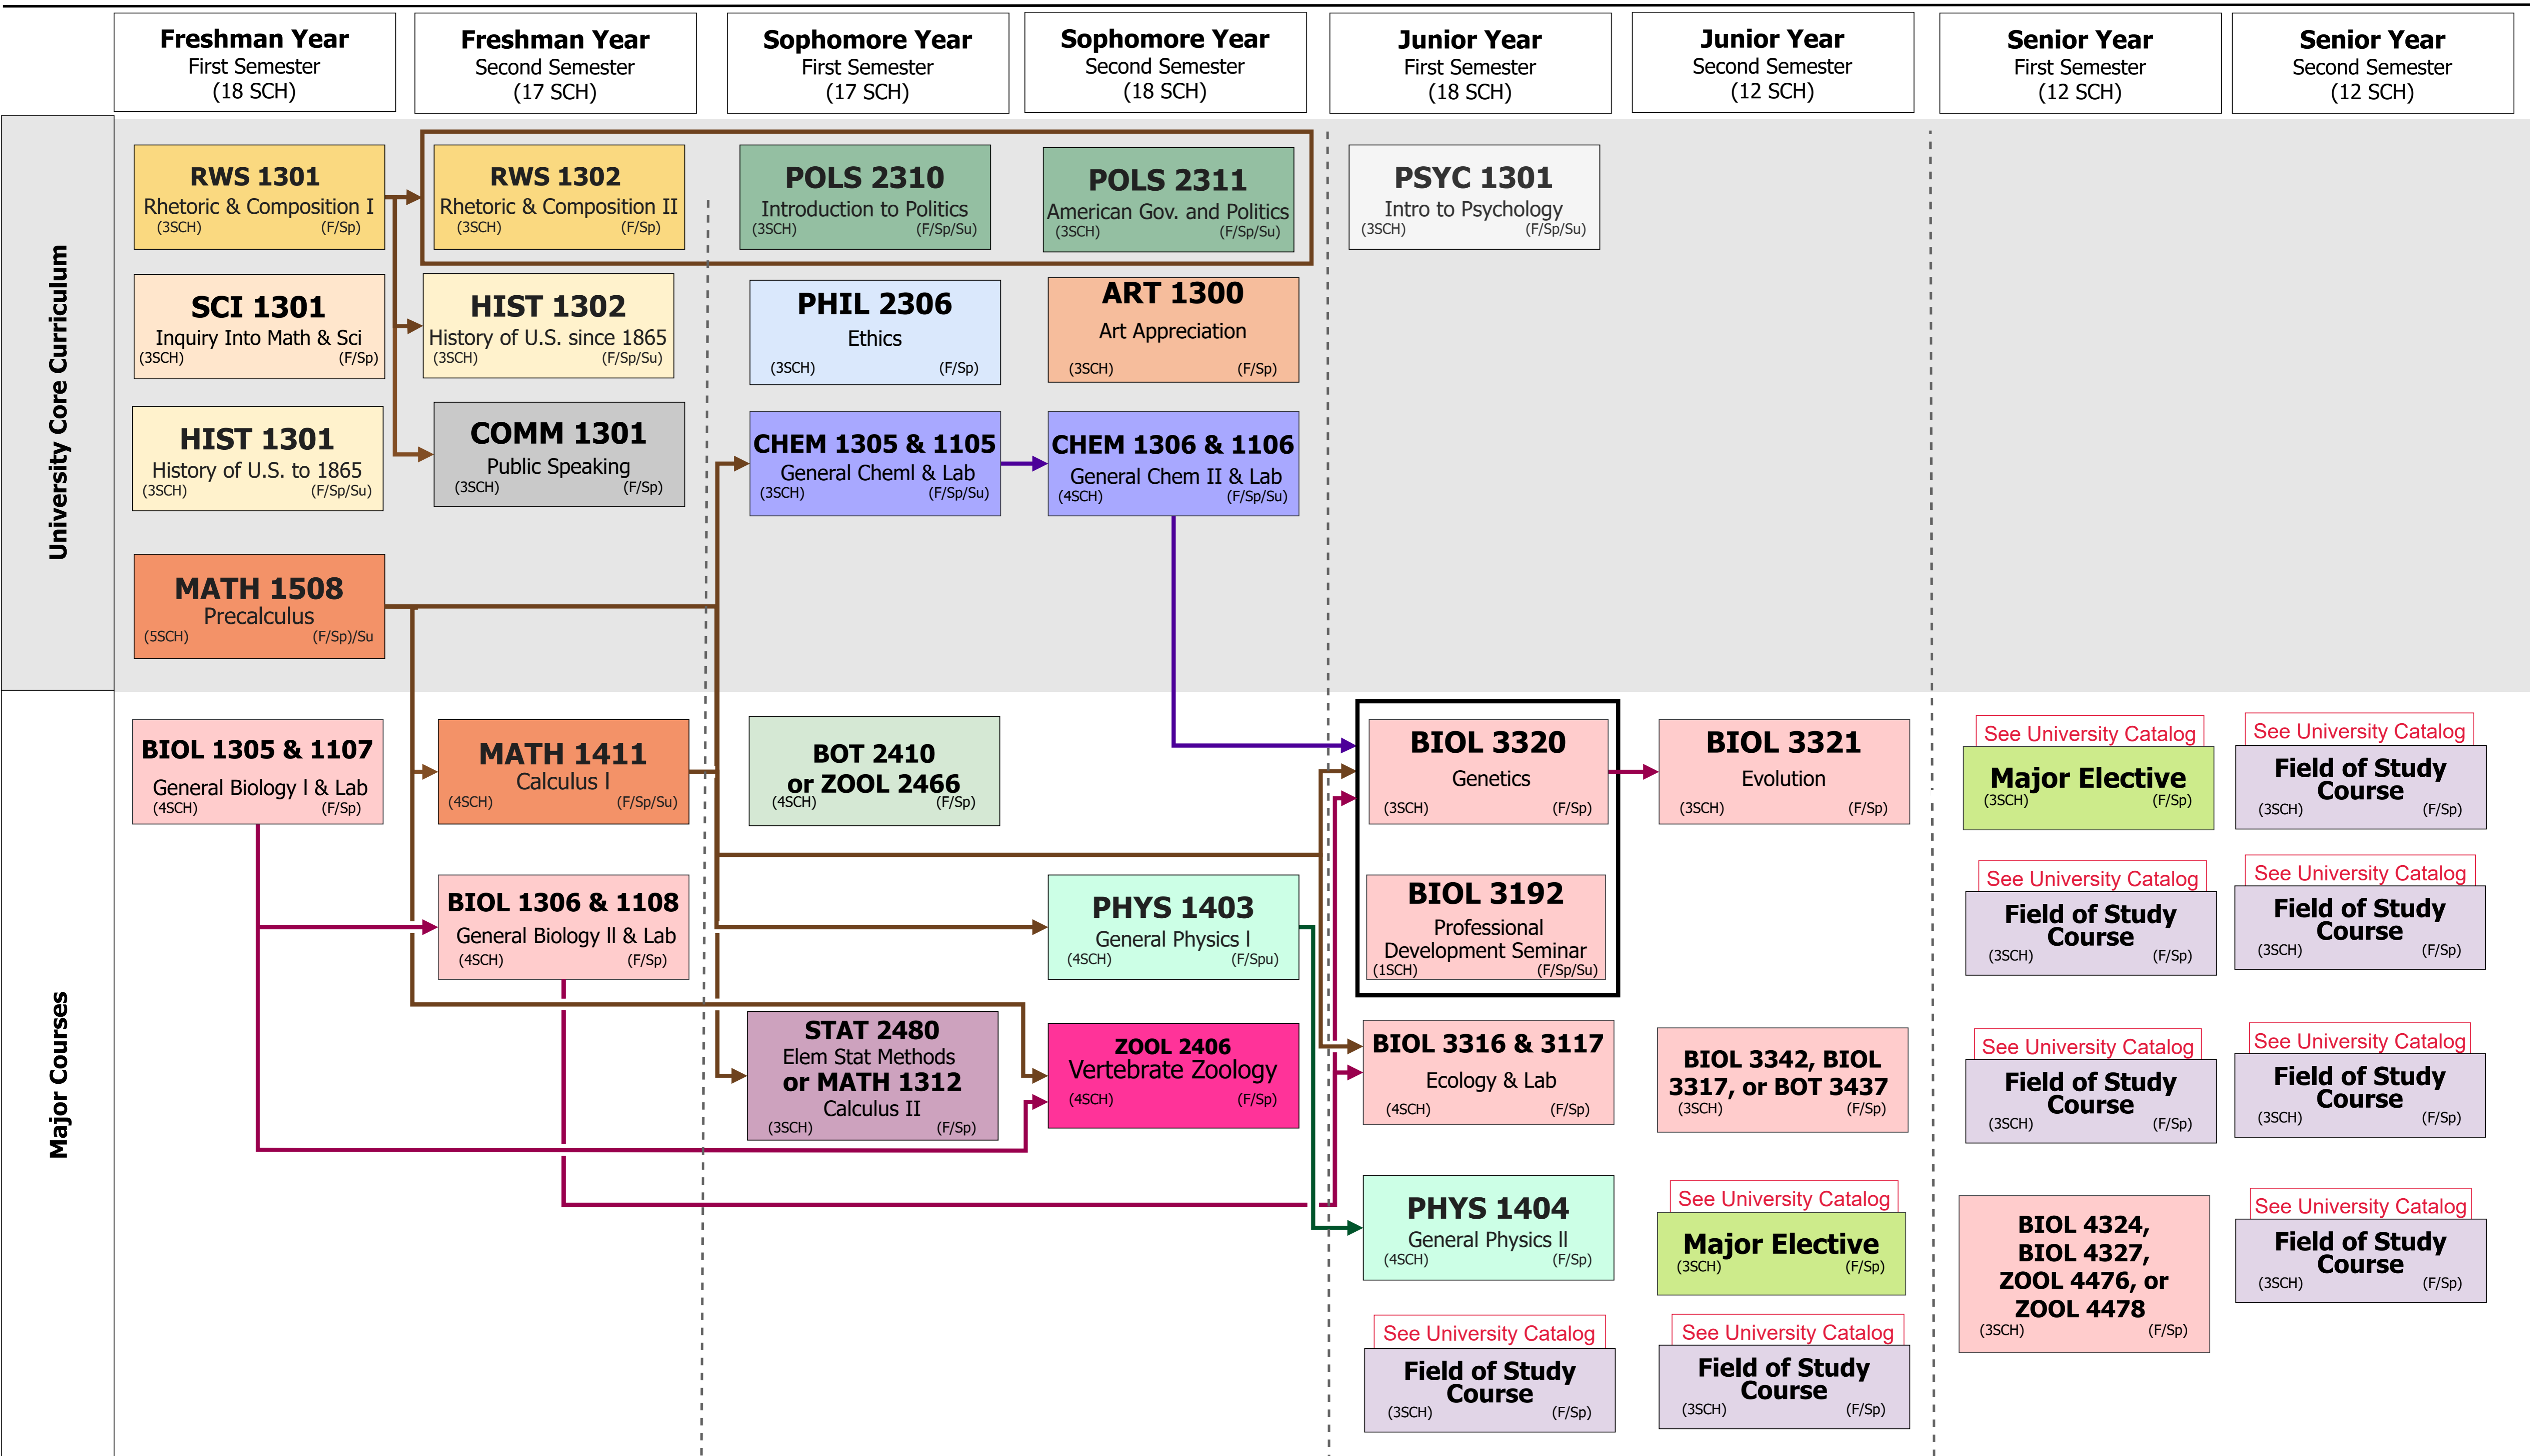 Freshman Year
First Semester
(18 SCH)
Freshman Year
Second Semester
(17 SCH)
Sophomore Year
First Semester
(17 SCH)
Sophomore Year
Second Semester
(18 SCH)
Junior Year
First Semester
(18 SCH)
Junior Year
Second Semester
(12 SCH)
Senior Year
First Semester
(12 SCH)
Senior Year
Second Semester
(12 SCH)
University Core Curriculum
RWS 1301
Rhetoric & Composition I
(3SCH) (F/Sp)
RWS 1302
Rhetoric & Composition II
(3SCH) (F/Sp)
POLS 2310
Introduction to Politics
(3SCH) (F/Sp/Su)
POLS 2311
American Gov. and Politics
(3SCH) (F/Sp/Su)
PSYC 1301
Intro to Psychology
(3SCH) (F/Sp/Su)
SCI 1301
Inquiry Into Math & Sci
(3SCH) (F/Sp)
HIST 1302
History of U.S. since 1865
(3SCH) (F/Sp/Su)
PHIL 2306
Ethics
(3SCH) (F/Sp)
ART 1300
Art Appreciation
(3SCH) (F/Sp)
HIST 1301
History of U.S. to 1865
(3SCH) (F/Sp/Su)
COMM 1301
Public Speaking
(3SCH) (F/Sp)
CHEM 1305 & 1105
General ChemI & Lab
(3SCH) (F/Sp/Su)
CHEM 1306 & 1106
General Chem II & Lab
(4SCH) (F/Sp/Su)
MATH 1508
Precalculus
(5SCH) (F/Sp)/Su
Major Courses
BIOL 1305 & 1107
General Biology I & Lab
(4SCH) (F/Sp)
MATH 1411
Calculus I
(4SCH) (F/Sp/Su)
BOT 2410
or ZOOL 2466
(4SCH) (F/Sp)
BIOL 3320
Genetics
(3SCH) (F/Sp)
BIOL 3321
Evolution
(3SCH) (F/Sp)
See University Catalog
Major Elective
(3SCH) (F/Sp)
See University Catalog
Field of Study
Course
(3SCH) (F/Sp)
BIOL 1306 & 1108
General Biology II & Lab
(4SCH) (F/Sp)
PHYS 1403
General Physics I
(4SCH) (F/Spu)
BIOL 3192
Professional
Development Seminar
(1SCH) (F/Sp/Su)
See University Catalog
Field of Study
Course
(3SCH) (F/Sp)
See University Catalog
Field of Study
Course
(3SCH) (F/Sp)
STAT 2480
Elem Stat Methods
or MATH 1312
Calculus II
(3SCH) (F/Sp)
ZOOL 2406
Vertebrate Zoology
(4SCH) (F/Sp)
BIOL 3316 & 3117
Ecology & Lab
(4SCH) (F/Sp)
BIOL 3342, BIOL
3317, or BOT 3437
(3SCH) (F/Sp)
See University Catalog
Field of Study
Course
(3SCH) (F/Sp)
See University Catalog
Field of Study
Course
(3SCH) (F/Sp)
PHYS 1404
General Physics II
(4SCH) (F/Sp)
See University Catalog
Major Elective
(3SCH) (F/Sp)
BIOL 4324,
BIOL 4327,
ZOOL 4476, or
ZOOL 4478
(3SCH) (F/Sp)
See University Catalog
Field of Study
Course
(3SCH) (F/Sp)
See University Catalog
Field of Study
Course
(3SCH) (F/Sp)
See University Catalog
Field of Study
Course
(3SCH) (F/Sp)